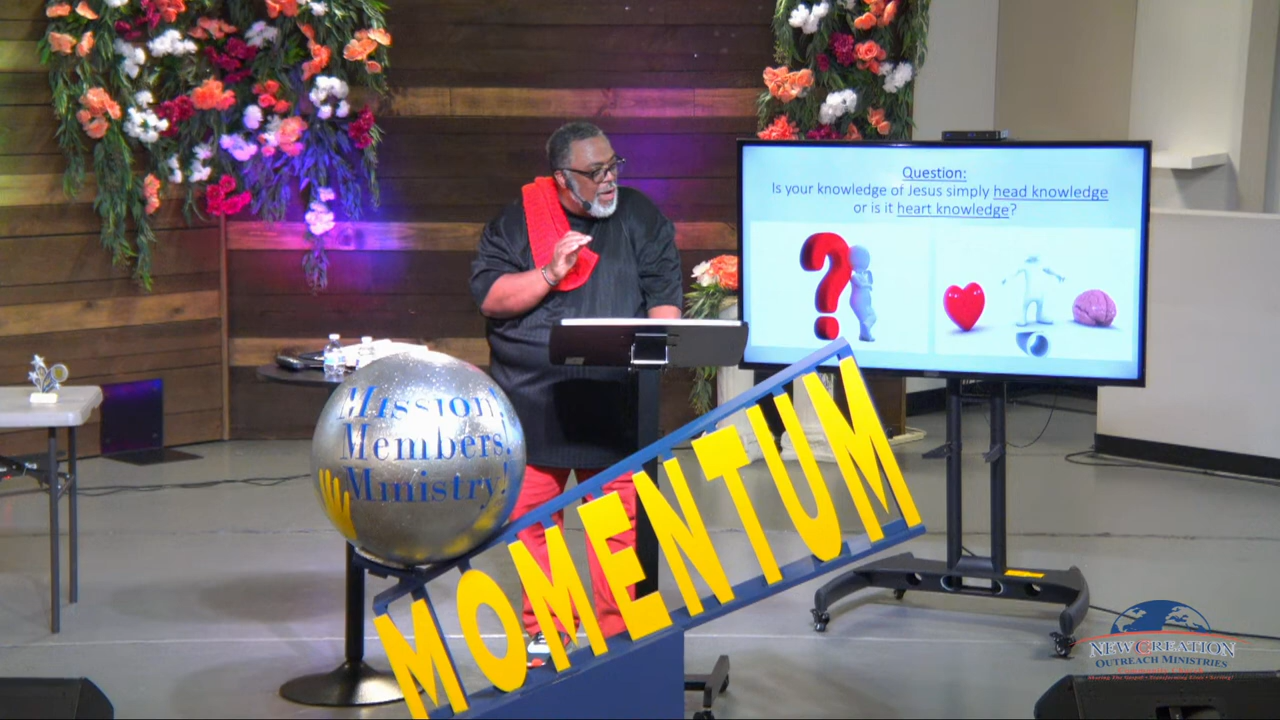 Question:
Is your knowledge of Jesus simply head knowledge
or is it heart knowledge?
Mission!
Members!
Ministry!
MOMENTUM
NEW CREATION
OUTREACH MINISTRIES